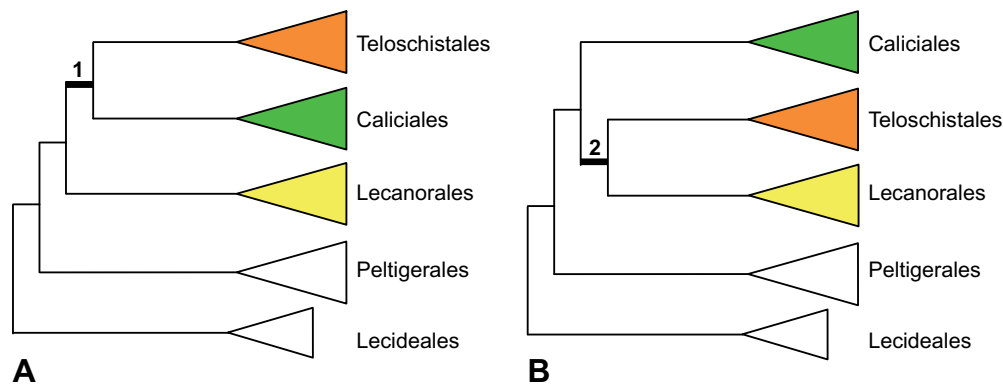 1
Teloschistales
Caliciales
Lecanorales
Peltigerales
Lecideales
A
Caliciales
2
Teloschistales
Lecanorales
Peltigerales
Lecideales
B